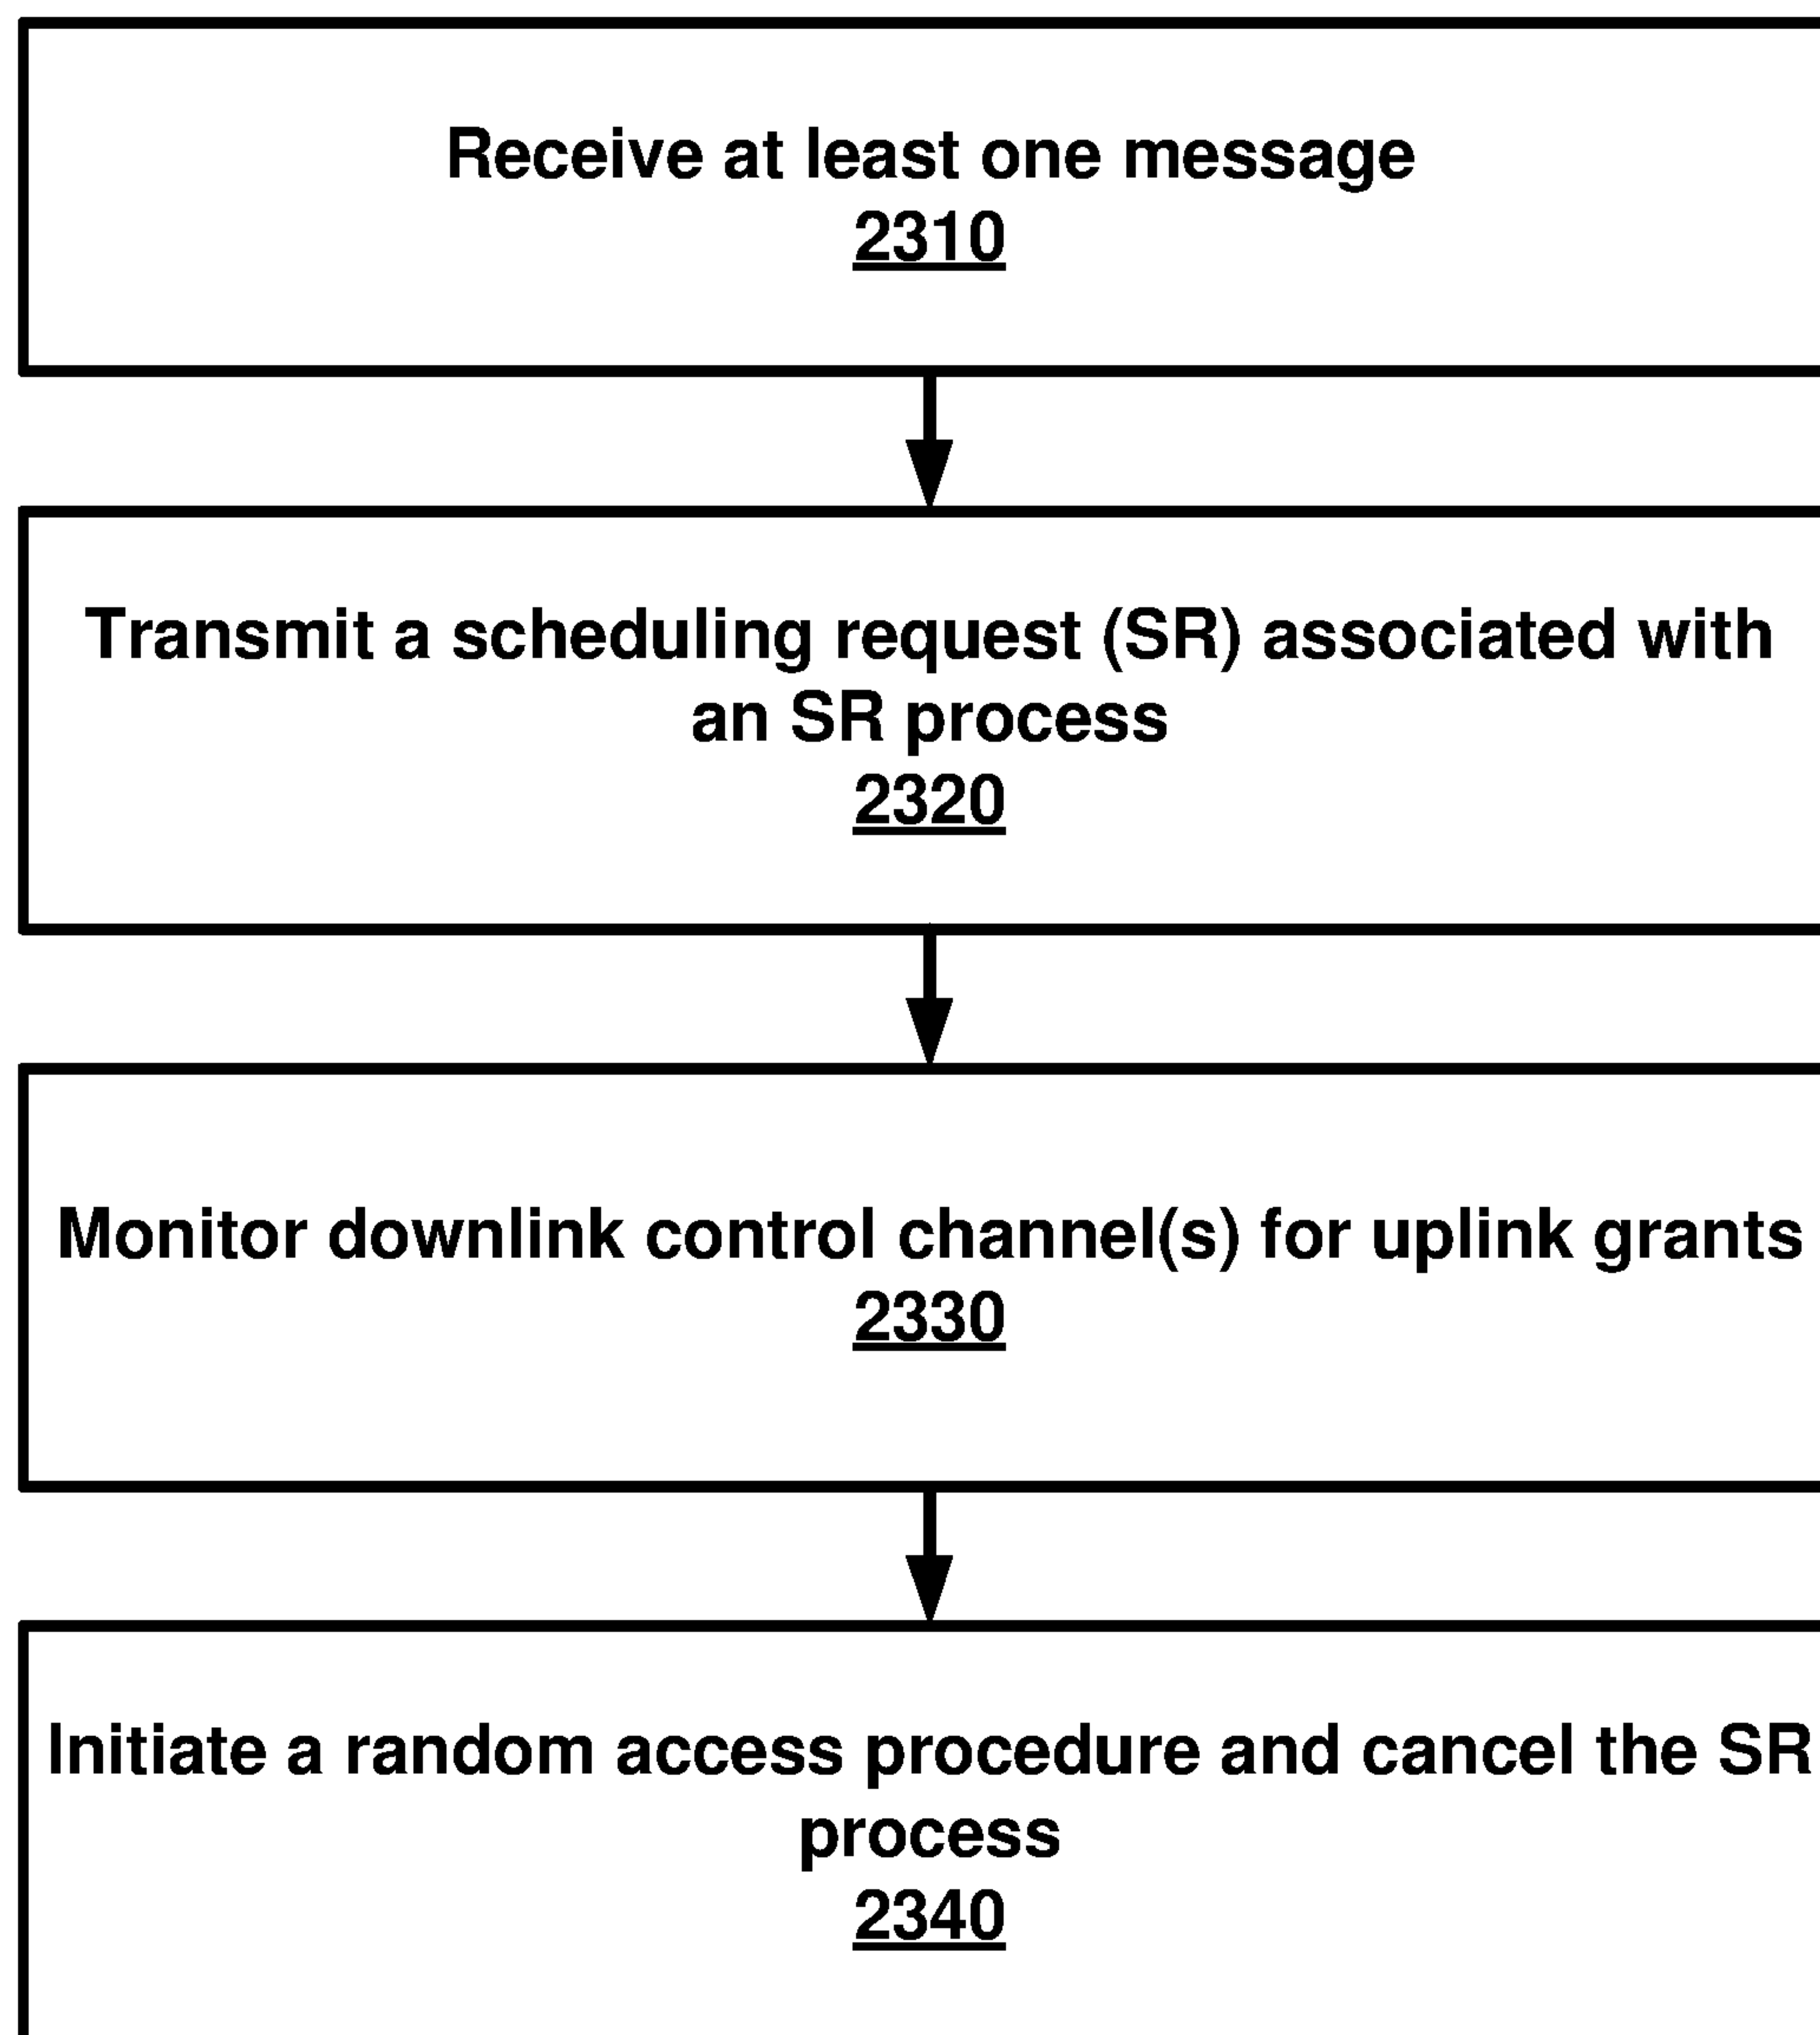 Receive at least one message
2310
Transmit a scheduling request (SR) associated with
an SR process
2320
Monitor downlink control channel(s) for uplink grants
2330
Initiate a random access procedure and cancel the SR
process
2340